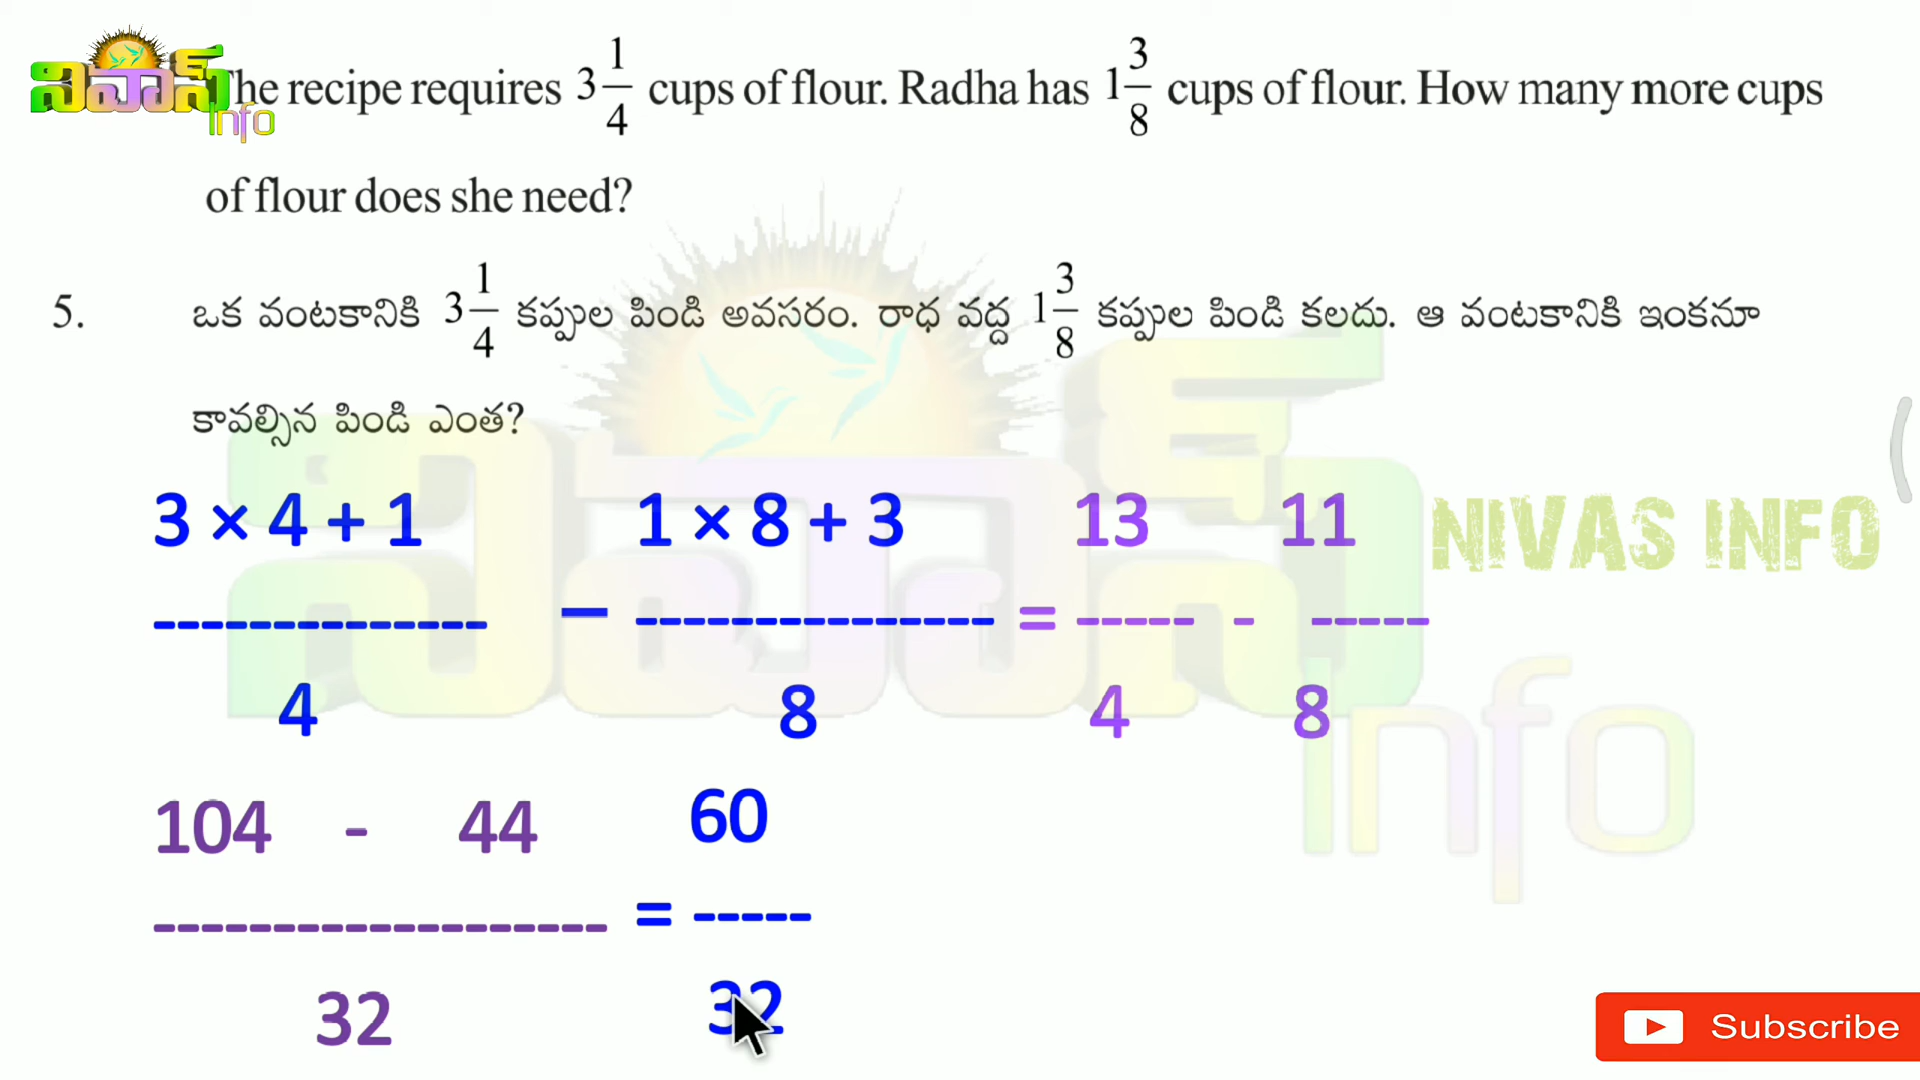 నివాస్
Info
The recipe requires 3 1/4 cups of flour. Radha has 1 3/8 cups of flour. How many more cups
of flour does she need?
5. ఒక వంటకానికి 3 1/4 కప్పుల పిండి అవసరం. రాధ వద్ద 1 3/8 కప్పుల పిండి కలదు. ఆ వంటకానికి ఇంకనూ
కావల్సిన పిండి ఎంత?
3 × 4 + 1 1 × 8 + 3 13 11
--------------- – --------------- = ----- - -----
4 8 4 8
NIVAS INFO
నివాస్
Info
104 - 44 60
------------------- = -----
32 32
Subscribe